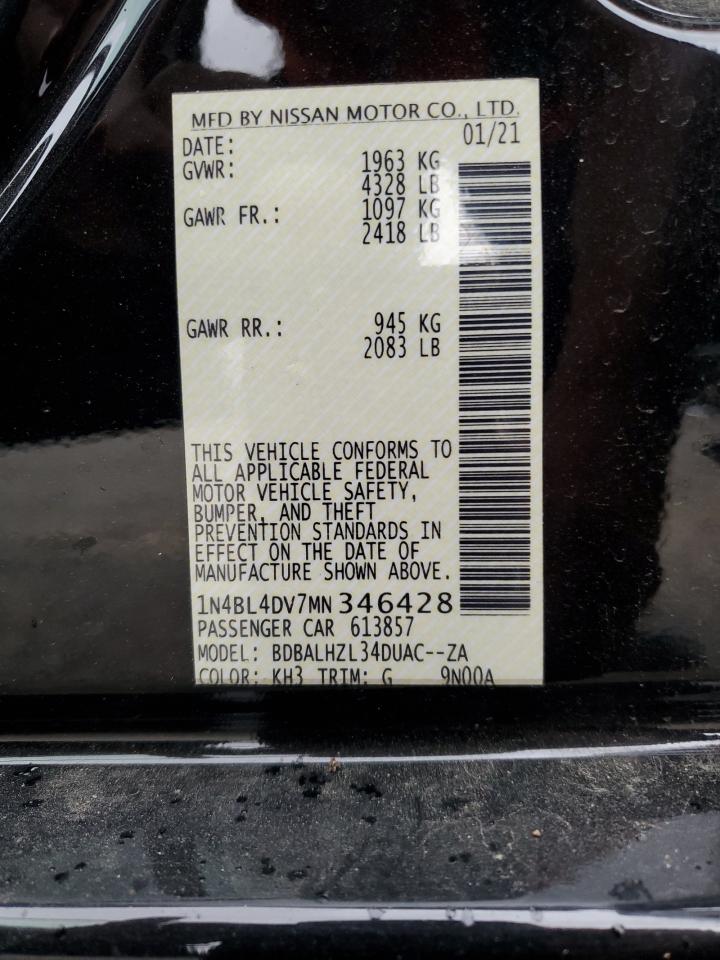 MFD BY NISSAN MOTOR CO., LTD.
DATE: 01/21
GVWR: 1963 KG
4328 LB
GAWR FR.: 1097 KG
2418 LB
GAWR RR.: 945 KG
2083 LB
THIS VEHICLE CONFORMS TO
ALL APPLICABLE FEDERAL
MOTOR VEHICLE SAFETY,
BUMPER, AND THEFT
PREVENTION STANDARDS IN
EFFECT ON THE DATE OF
MANUFACTURE SHOWN ABOVE.
1N4BL4DV7MN346428
PASSENGER CAR 613857
MODEL: BDBALHZL34DUAC--ZA
COLOR: KH3 TRIM: G 9N00A